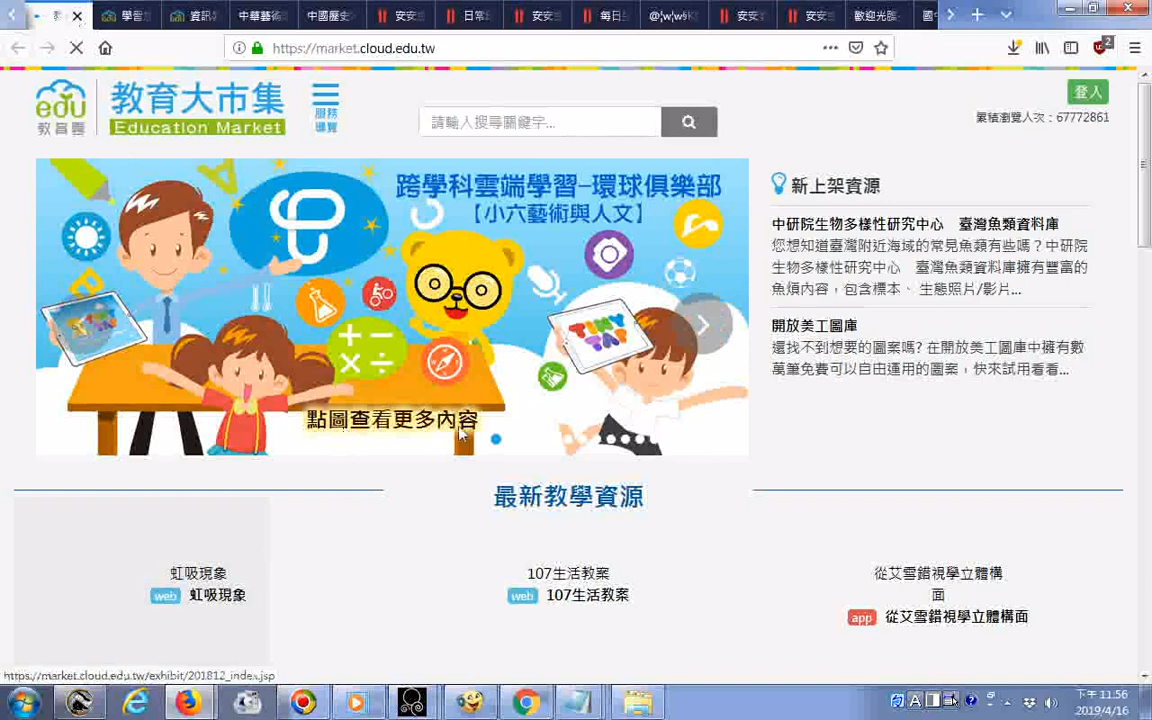 學習
資訊
中華藝術
中國歷史
安安
日常
安安
每日
安安
安安
歡迎光臨
https://market.cloud.edu.tw
2
edu
教育雲
教育大市集
Education Market
服務
導覽
請輸入搜尋關鍵字...
登入
累積瀏覽人次：67772861
跨學科雲端學習-環球俱樂部
【小六藝術與人文】
TINY
TAP
點圖查看更多內容
新上架資源
中研院生物多樣性研究中心　臺灣魚類資料庫
您想知道臺灣附近海域的常見魚類有些嗎？中研
院生物多樣性研究中心　臺灣魚類資料庫擁有豐富的
魚類內容，包含標本、生態照片/影片...
開放美工圖庫
還找不到想要的圖案嗎? 在開放美工圖庫中擁有數
萬筆免費可以自由運用的圖案，快來試用看看...
最新教學資源
虹吸現象
web 虹吸現象
107生活教案
web 107生活教案
從艾雪錯視學立體構
面
app 從艾雪錯視學立體構面
https://market.cloud.edu.tw/exhibit/201812_index.jsp
A
下午 11:56
2019/4/16